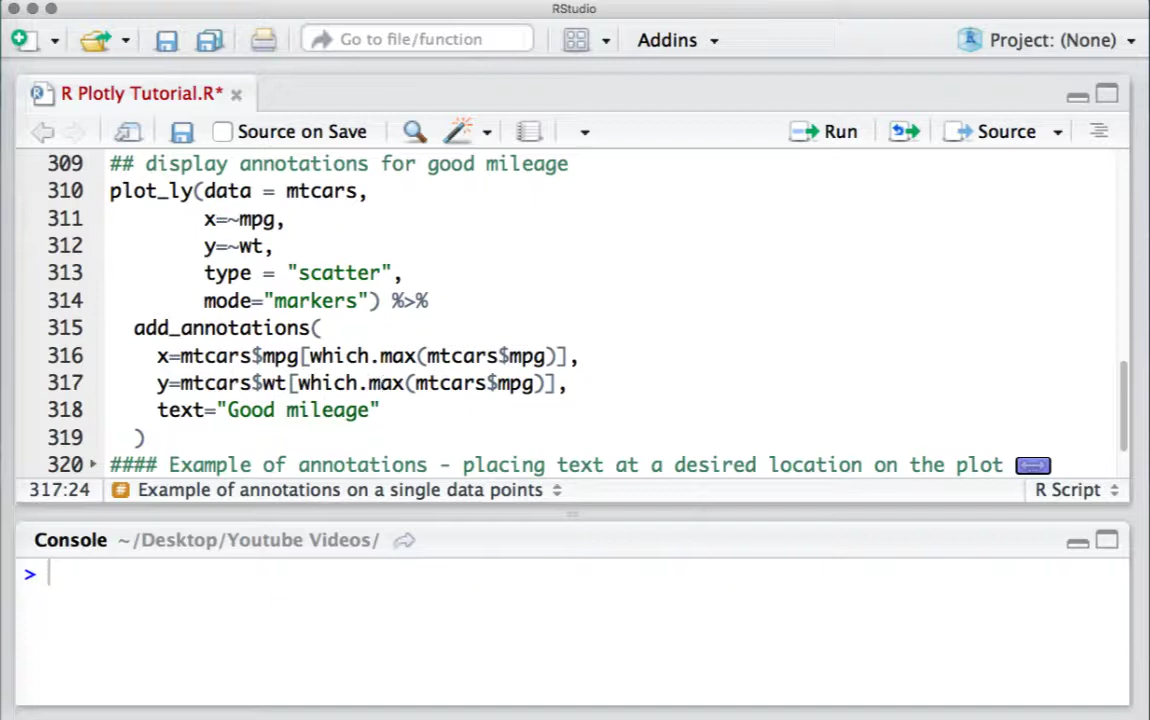 RStudio
Go to file/function Addins Project: (None)
R Plotly Tutorial.R*
Source on Save Run Source
309 ## display annotations for good mileage
310 plot_ly(data = mtcars,
311 x=~mpg,
312 y=~wt,
313 type = "scatter",
314 mode="markers") %>%
315 add_annotations(
316 x=mtcars$mpg[which.max(mtcars$mpg)],
317 y=mtcars$wt[which.max(mtcars$mpg)],
318 text="Good mileage"
319 )
320 #### Example of annotations - placing text at a desired location on the plot
317:24 # Example of annotations on a single data points R Script
Console ~/Desktop/Youtube Videos/
>